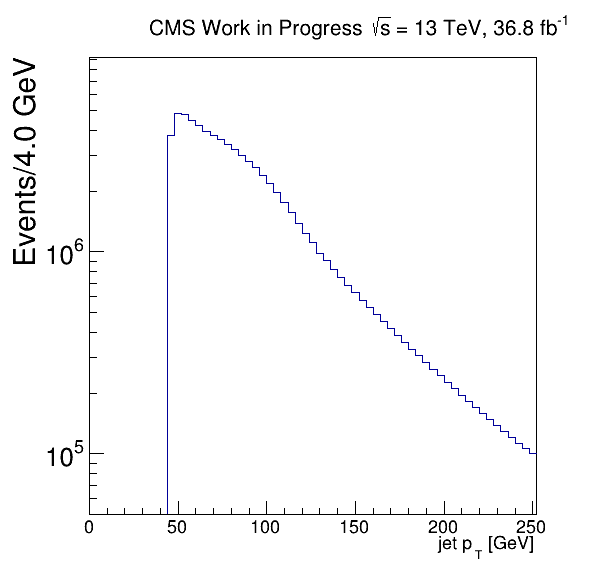 CMS Work in Progress √s = 13 TeV, 36.8 fb⁻¹
Events/4.0 GeV
10⁶
10⁵
0 50 100 150 200 250
jet p_T [GeV]